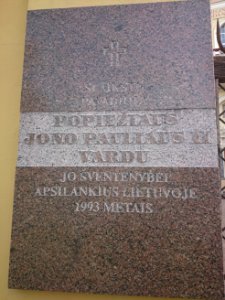 POPIEŽIAUS
JONO PAULIAUS II
VARDU
JO ŠVENTENYBEI
APSILANKIUS LIETUVOJE
1993 METAIS